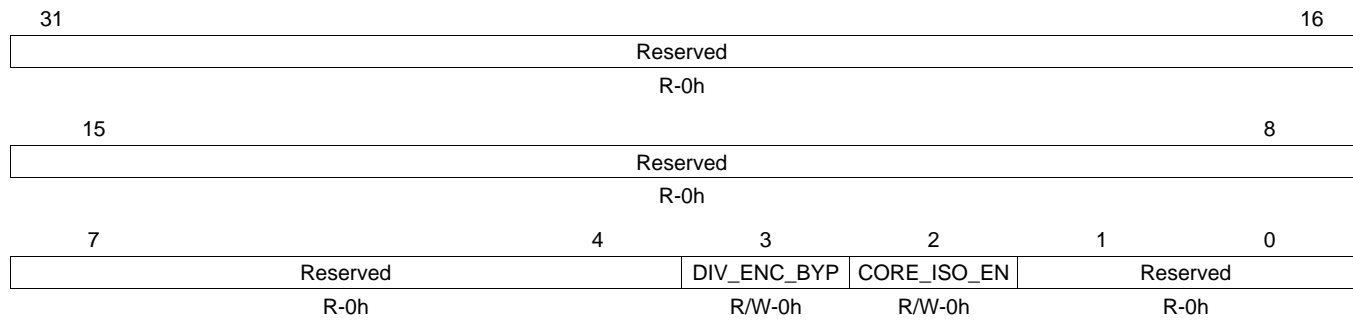 31 16
Reserved
R-0h
15 8
Reserved
R-0h
7 4 3 2 1 0
Reserved DIV_ENC_BYP CORE_ISO_EN Reserved
R-0h R/W-0h R/W-0h R-0h